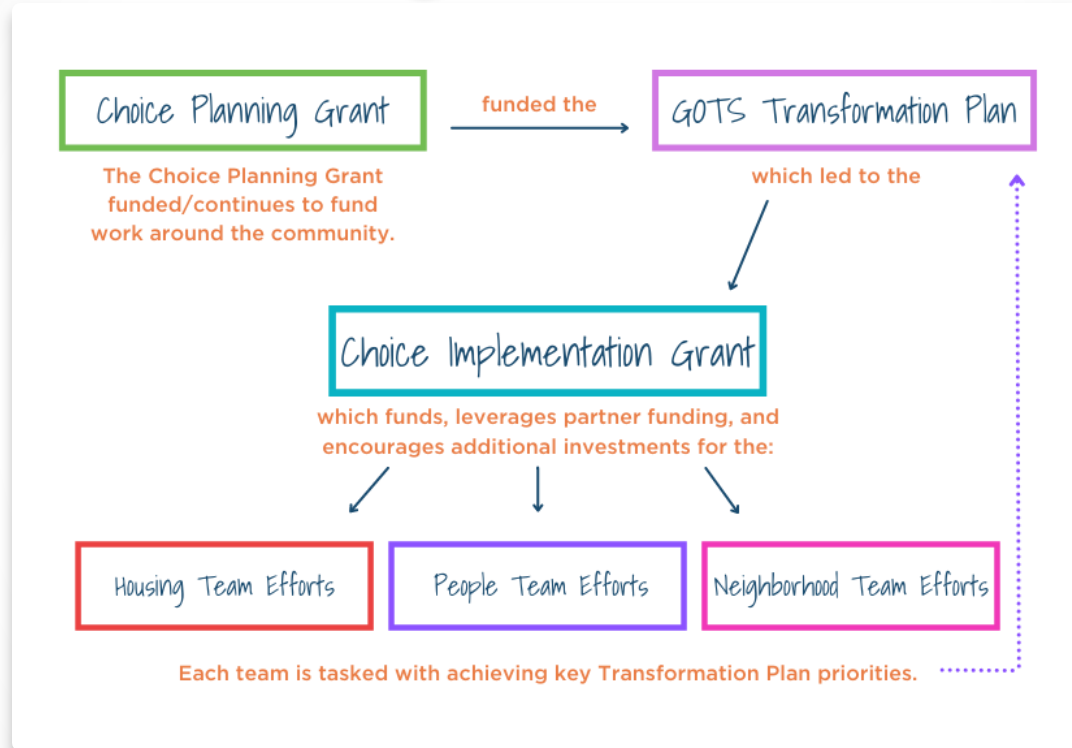 Choice Planning Grant
funded the
GOTS Transformation Plan
The Choice Planning Grant
funded/continues to fund
work around the community.
which led to the
Choice Implementation Grant
which funds, leverages partner funding, and
encourages additional investments for the:
Housing Team Efforts
People Team Efforts
Neighborhood Team Efforts
Each team is tasked with achieving key Transformation Plan priorities.